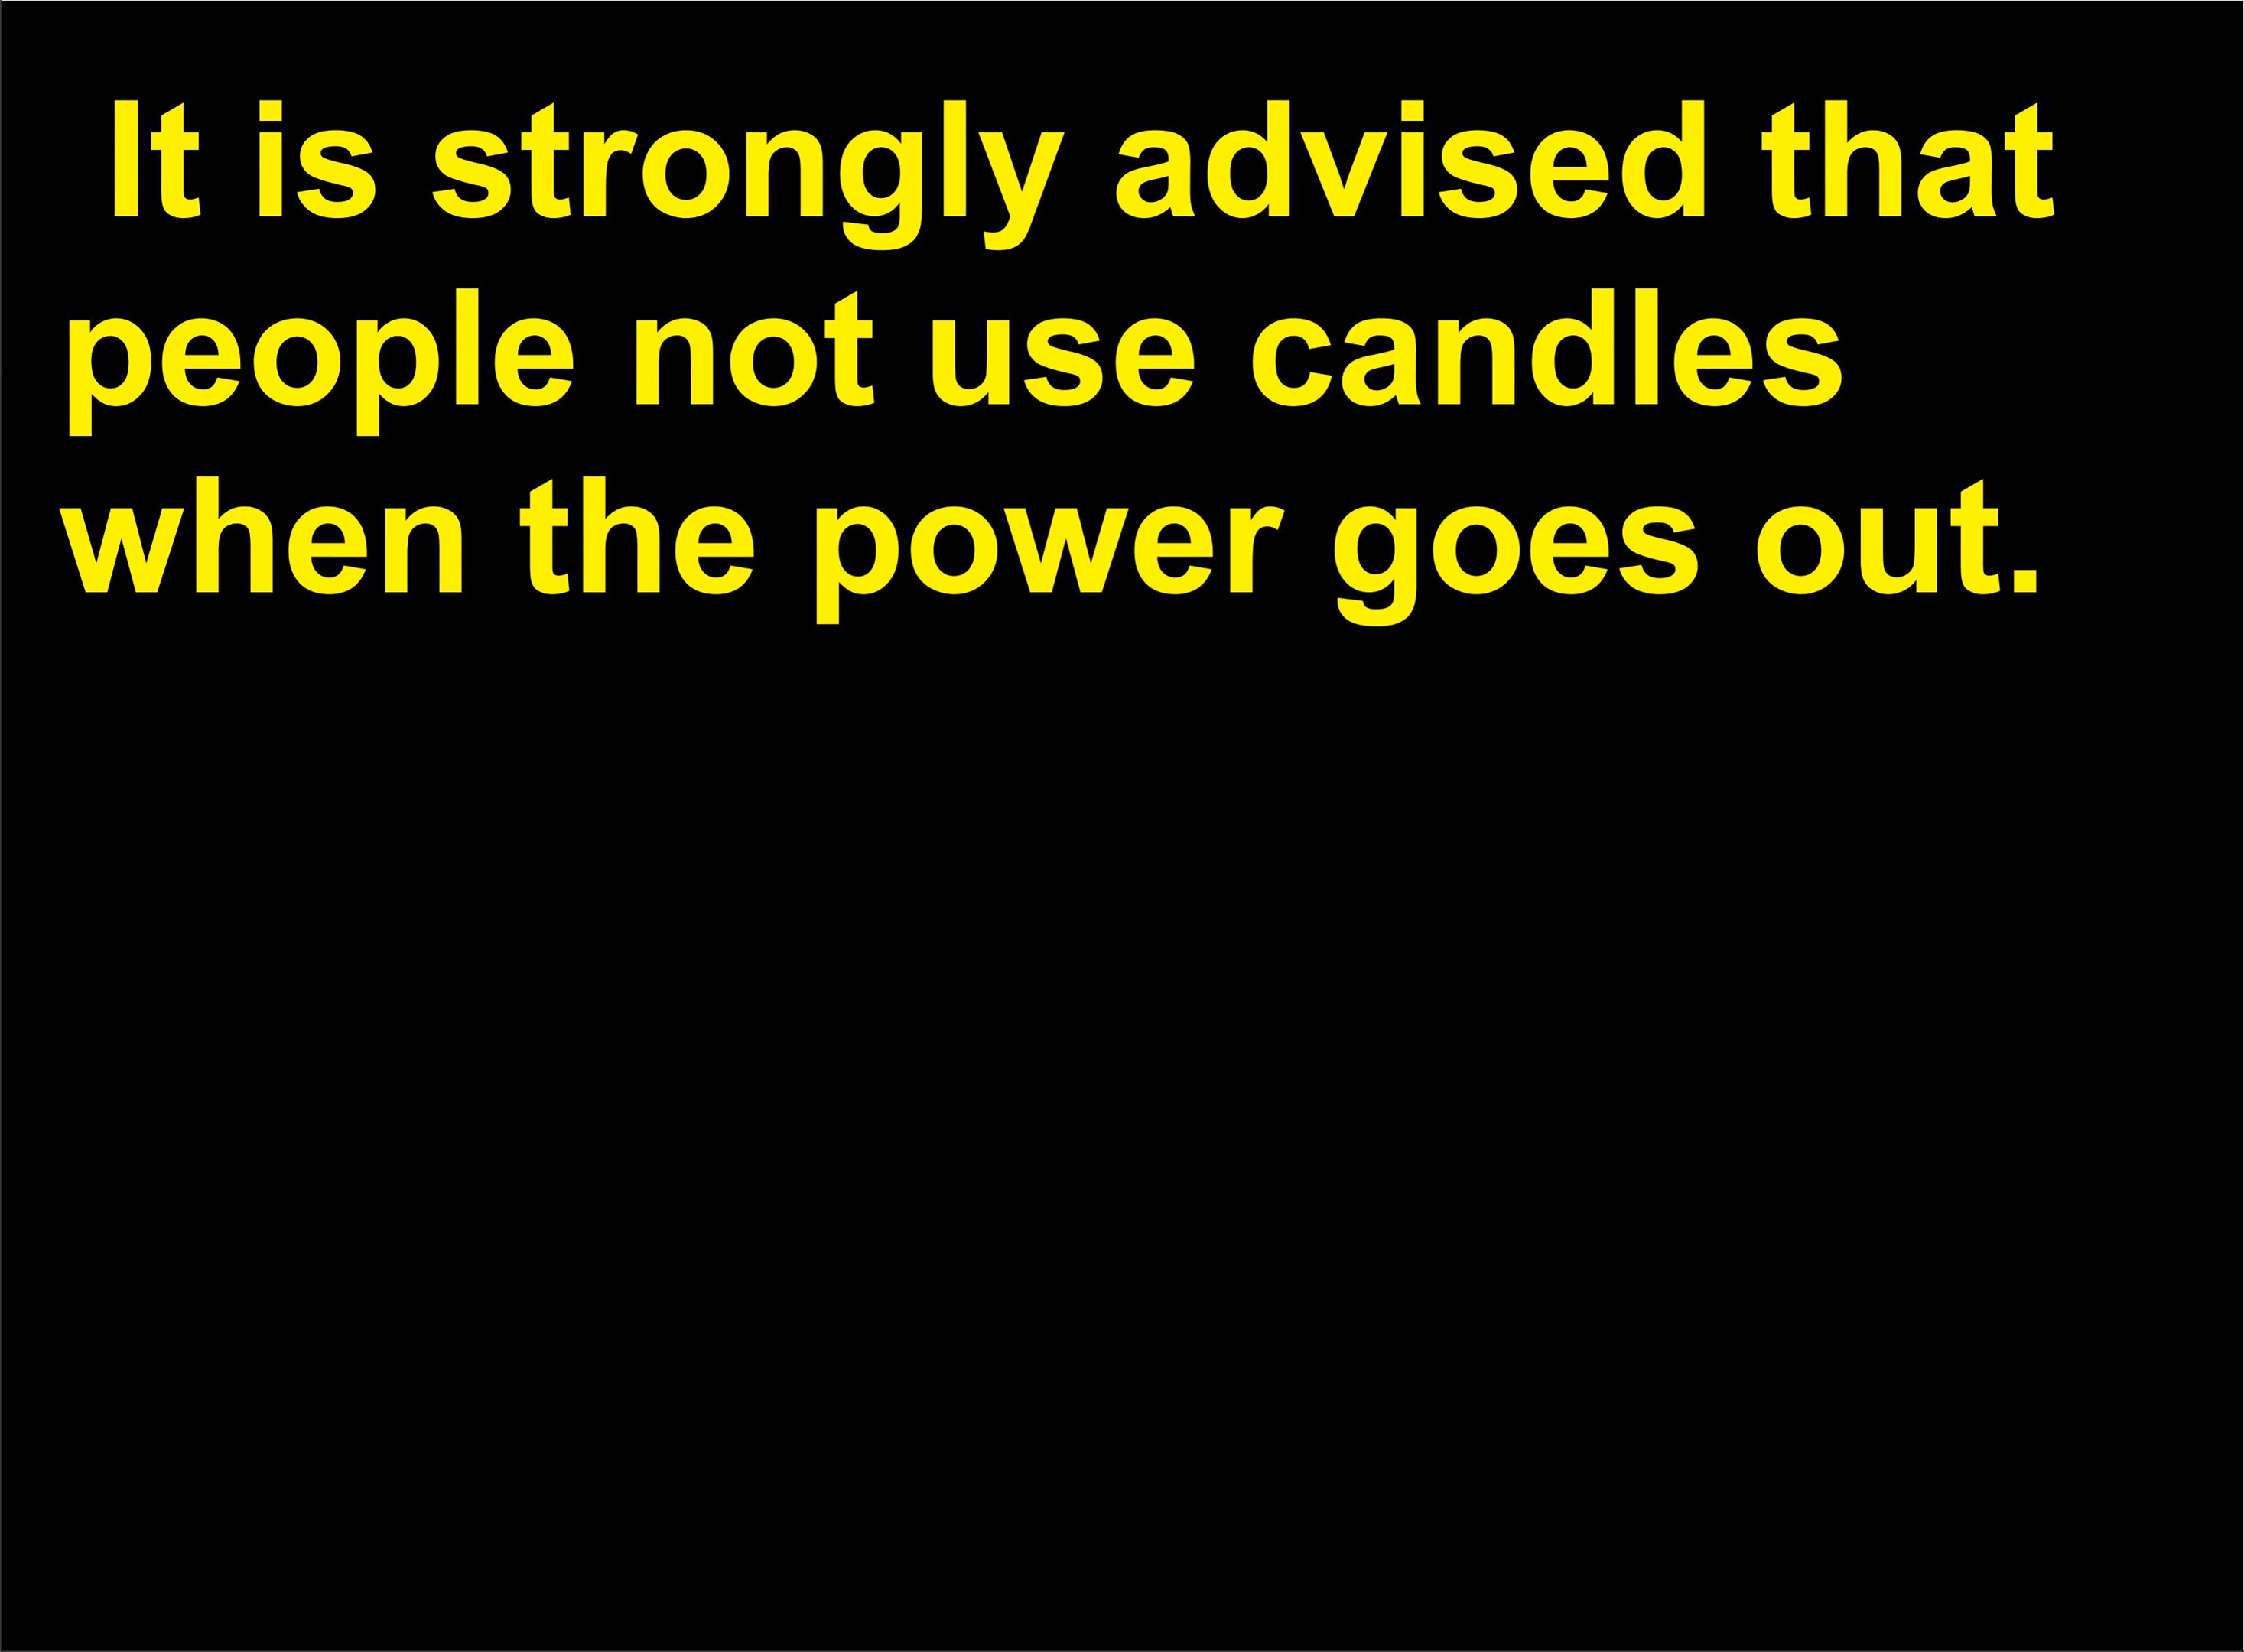 It is strongly advised that
people not use candles
when the power goes out.